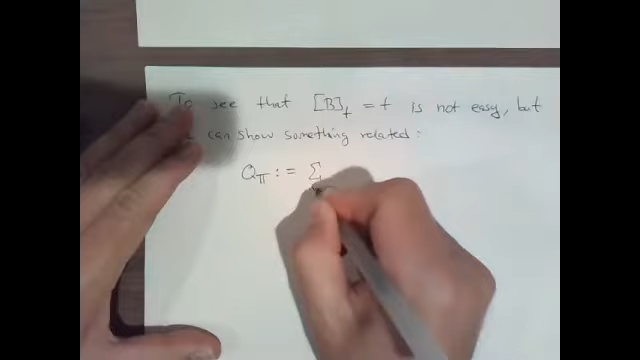 To see that [B]_t = t is not easy, but
can show something related:
Q_Π := Σ